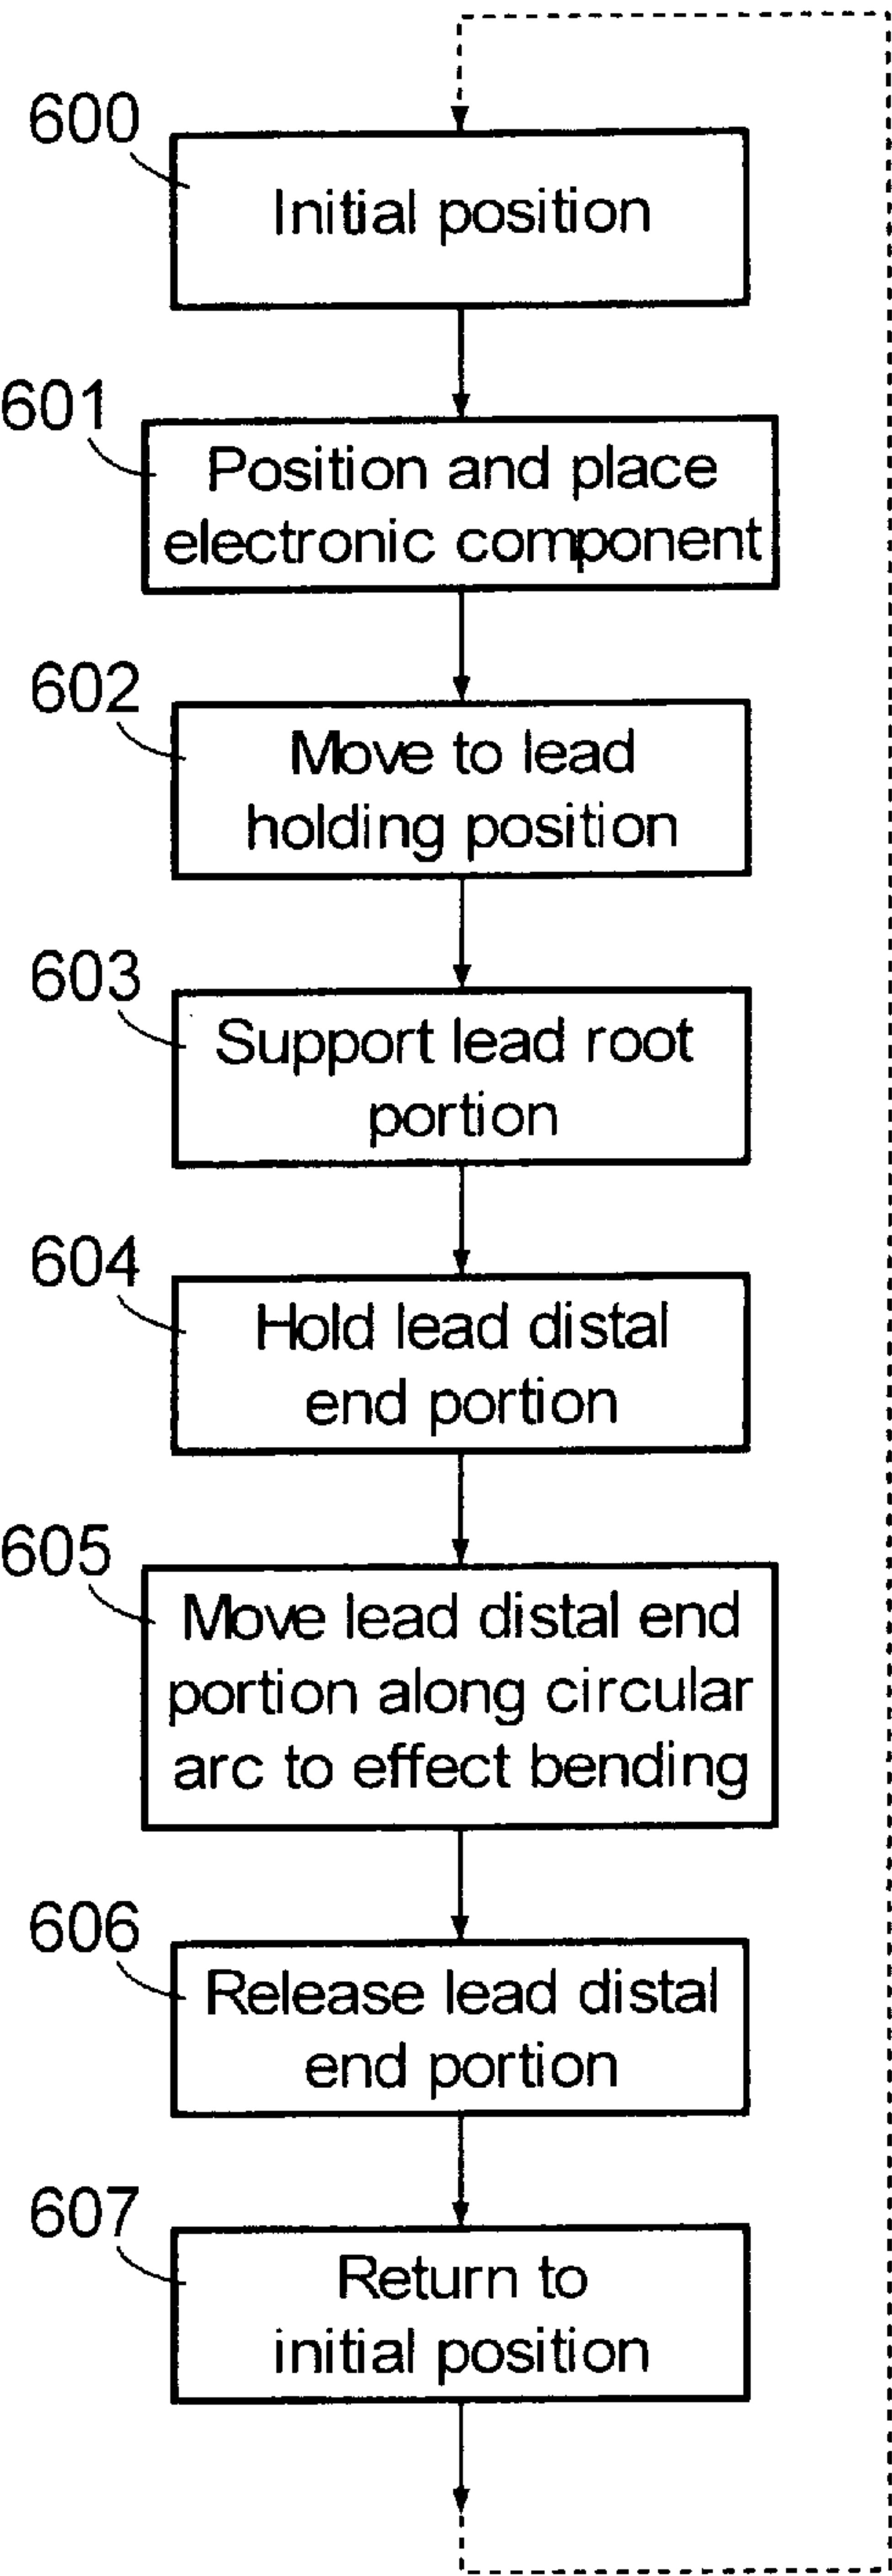 600
Initial position
601
Position and place
electronic component
602
Move to lead
holding position
603
Support lead root
portion
604
Hold lead distal
end portion
605
Move lead distal end
portion along circular
arc to effect bending
606
Release lead distal
end portion
607
Return to
initial position